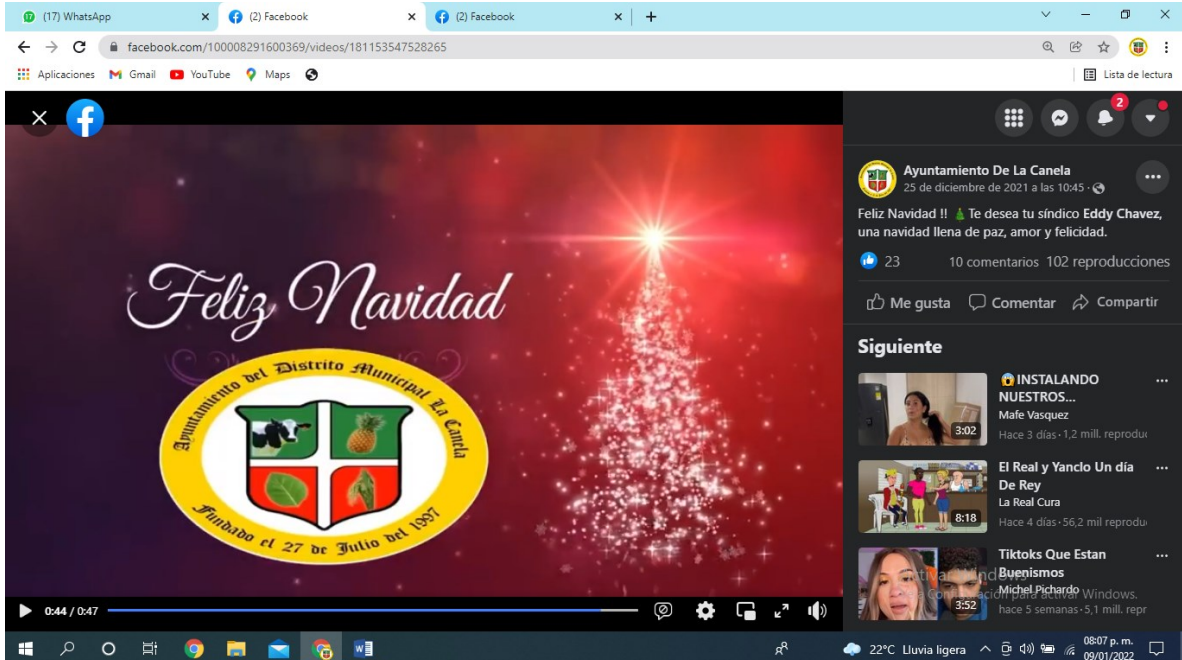 (17) WhatsApp
(2) Facebook
(2) Facebook
facebook.com/100008291600369/videos/181153547528265
Aplicaciones
Gmail
YouTube
Maps
Lista de lectura
2
Ayuntamiento De La Canela
25 de diciembre de 2021 a las 10:45 ·
Feliz Navidad !! Te desea tu síndico Eddy Chavez,
una navidad llena de paz, amor y felicidad.
23
10 comentarios 102 reproducciones
Me gusta
Comentar
Compartir
Feliz Navidad
Ayuntamiento del Distrito Municipal La Canela
Fundado el 27 de Julio del 1997
0:44 / 0:47
Siguiente
INSTALANDO
NUESTROS...
Mafe Vasquez
Hace 3 días · 1,2 mill. reprodu
3:02
El Real y Yanclo Un día
De Rey
La Real Cura
Hace 4 días · 56,2 mil reprodu
8:18
Tiktoks Que Estan
Buenismos
Michel Pichardo
hace 5 semanas · 5,1 mill. repr
3:52
Activar Windows
Configuración para activar Windows.
22°C Lluvia ligera
08:07 p. m.
09/01/2022